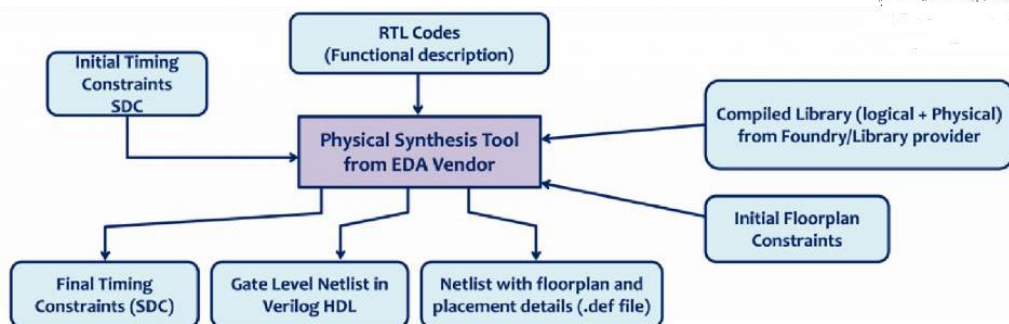 RTL Codes
(Functional description)
Initial Timing
Constraints
SDC
Compiled Library (logical + Physical)
from Foundry/Library provider
Physical Synthesis Tool
from EDA Vendor
Initial Floorplan
Constraints
Final Timing
Constraints (SDC)
Gate Level Netlist in
Verilog HDL
Netlist with floorplan and
placement details (.def file)